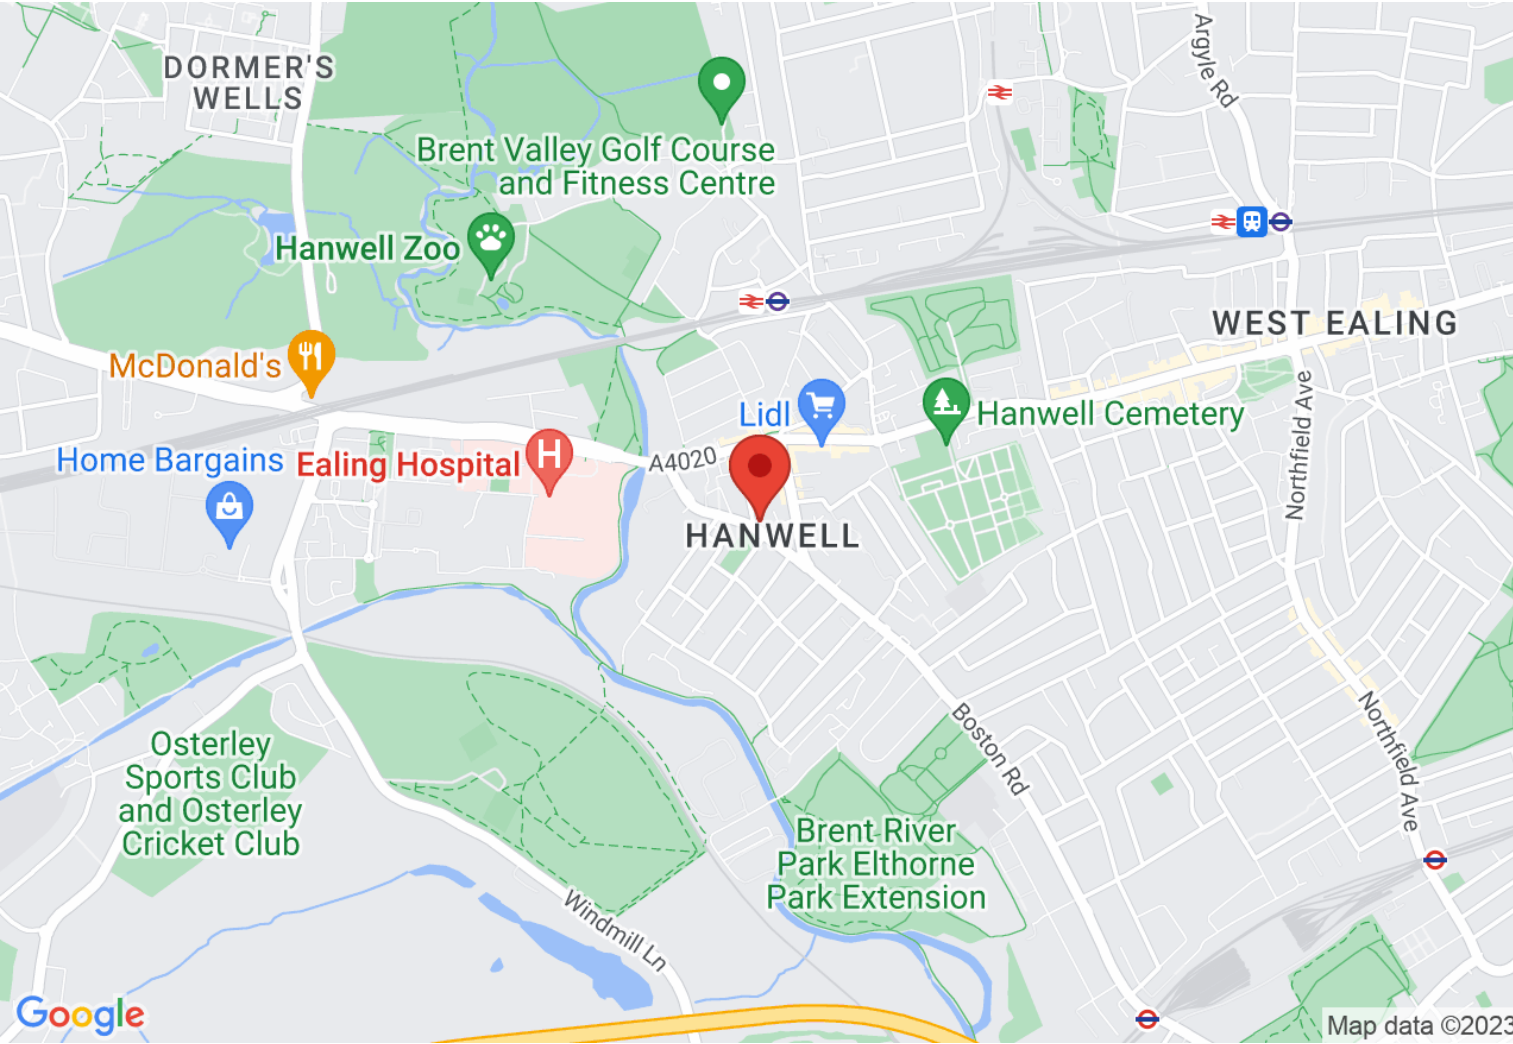 Argyle Rd
DORMER'S
WELLS
Brent Valley Golf Course
and Fitness Centre
Hanwell Zoo
WEST EALING
McDonald's
Lidl
Hanwell Cemetery
Home Bargains
Ealing Hospital
H
A4020
Northfield Ave
HANWELL
Osterley
Sports Club
and Osterley
Cricket Club
Boston Rd
Northfield Ave
Brent River
Park Elthorne
Park Extension
Windmill Ln
Google
Map data ©2023